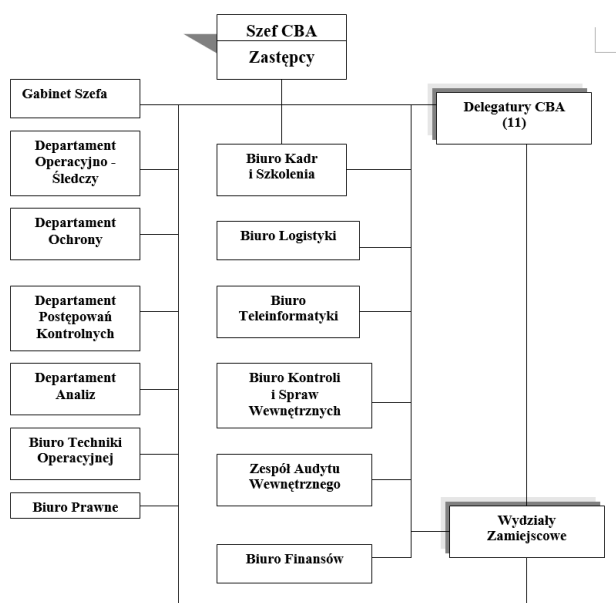 Szef CBA
Zastępcy
Gabinet Szefa
Departament
Operacyjno -
Śledczy
Departament
Ochrony
Departament
Postępowań
Kontrolnych
Departament
Analiz
Biuro Techniki
Operacyjnej
Biuro Prawne
Biuro Kadr
i Szkolenia
Biuro Logistyki
Biuro
Teleinformatyki
Biuro Kontroli
i Spraw
Wewnętrznych
Zespół Audytu
Wewnętrznego
Biuro Finansów
Delegatury CBA
(11)
Wydziały
Zamiejscowe